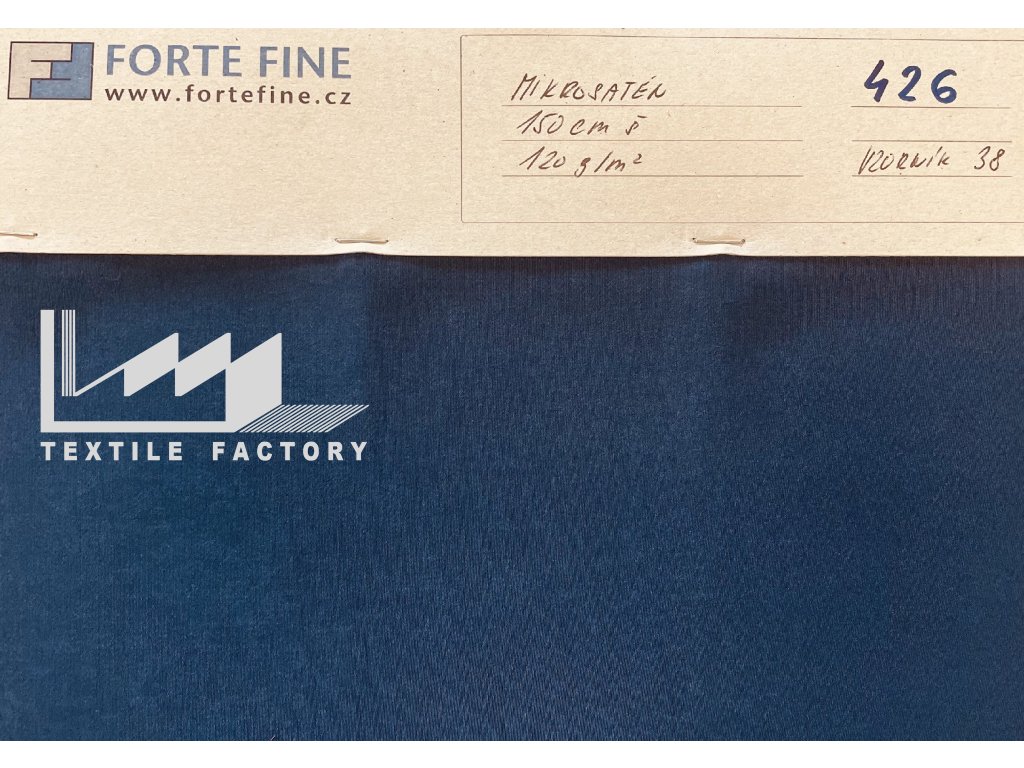 FORTE FINE
www.fortefine.cz
MIKROSATÉN
150 cm š
120 g/m²
426
VZORNÍK 38
TEXTILE FACTORY